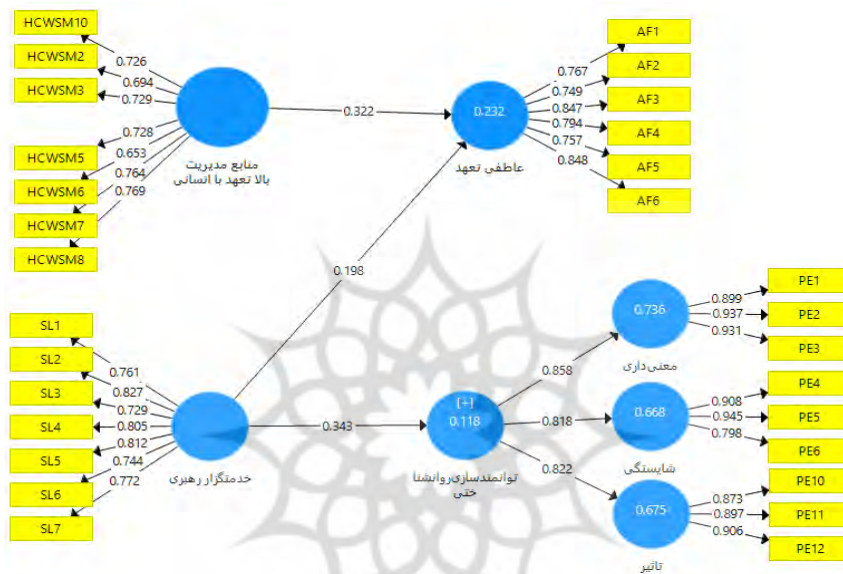 HCWSM10
HCWSM2
HCWSM3
HCWSM5
HCWSM6
HCWSM7
HCWSM8
0.726
0.694
0.729
0.728
0.653
0.764
0.769
منابع مدیریت
بالا تعهد با انسانی
0.322
0.232
عاطفی تعهد
0.767
0.749
0.847
0.794
0.757
0.848
AF1
AF2
AF3
AF4
AF5
AF6
0.198
SL1
SL2
SL3
SL4
SL5
SL6
SL7
0.761
0.827
0.729
0.805
0.812
0.744
0.772
خدمتگزار رهبری
0.343
[+]
0.118
توانمندسازی‌روانشنا
ختی
0.858
0.818
0.822
0.736
معنی‌داری
0.899
0.937
0.931
PE1
PE2
PE3
0.668
شایستگی
0.908
0.945
0.798
PE4
PE5
PE6
0.675
تاثیر
0.873
0.897
0.906
PE10
PE11
PE12